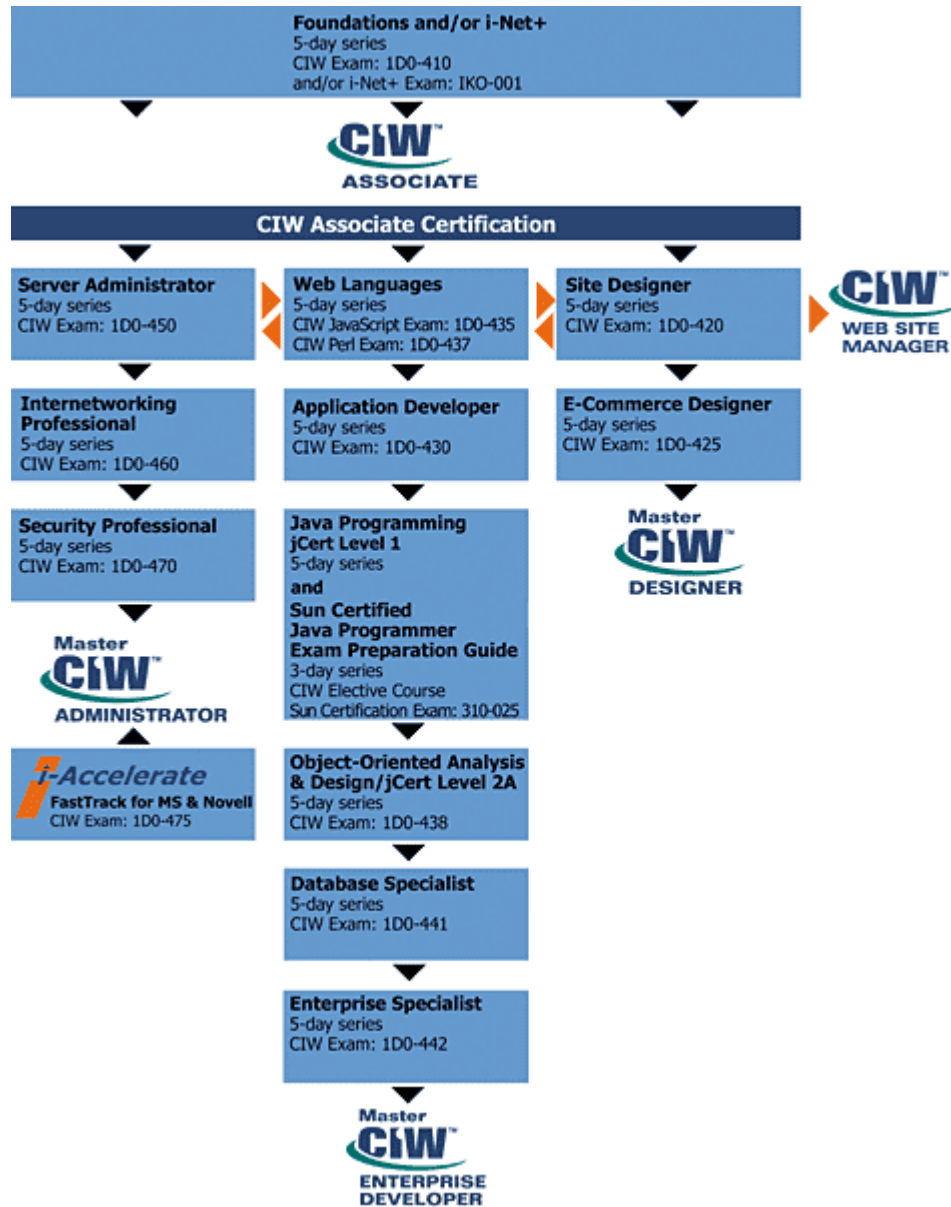 Foundations and/or i-Net+
5-day series
CIW Exam: 1D0-410
and/or i-Net+ Exam: IKO-001
CIW™
ASSOCIATE
CIW Associate Certification
Server Administrator
5-day series
CIW Exam: 1D0-450
Web Languages
5-day series
CIW JavaScript Exam: 1D0-435
CIW Perl Exam: 1D0-437
Site Designer
5-day series
CIW Exam: 1D0-420
CIW™
WEB SITE
MANAGER
Internetworking
Professional
5-day series
CIW Exam: 1D0-460
Application Developer
5-day series
CIW Exam: 1D0-430
E-Commerce Designer
5-day series
CIW Exam: 1D0-425
Security Professional
5-day series
CIW Exam: 1D0-470
Java Programming
jCert Level 1
5-day series
and
Sun Certified
Java Programmer
Exam Preparation Guide
3-day series
CIW Elective Course
Sun Certification Exam: 310-025
Master
CIW™
DESIGNER
Master
CIW™
ADMINISTRATOR
i-Accelerate
FastTrack for MS & Novell
CIW Exam: 1D0-475
Object-Oriented Analysis
& Design/jCert Level 2A
5-day series
CIW Exam: 1D0-438
Database Specialist
5-day series
CIW Exam: 1D0-441
Enterprise Specialist
5-day series
CIW Exam: 1D0-442
Master
CIW™
ENTERPRISE
DEVELOPER